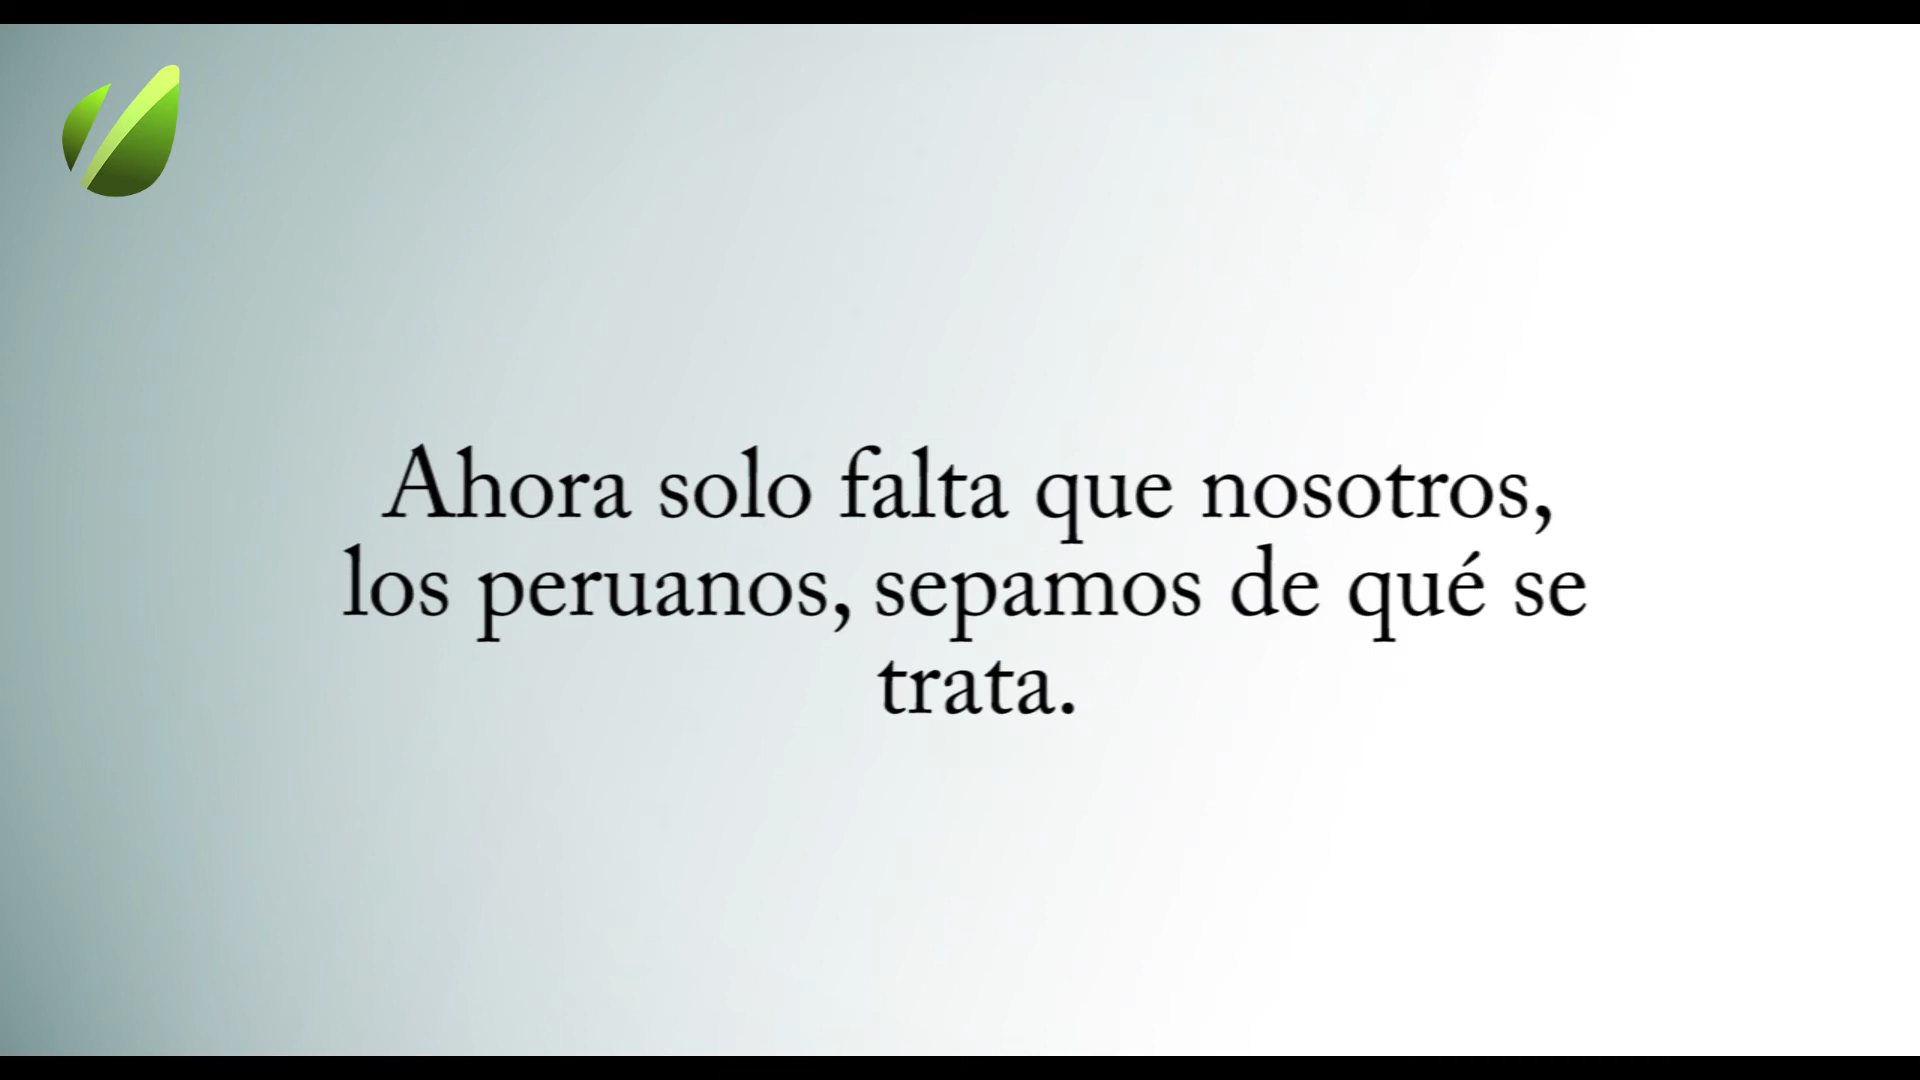 Ahora solo falta que nosotros,
los peruanos, sepamos de qué se
trata.